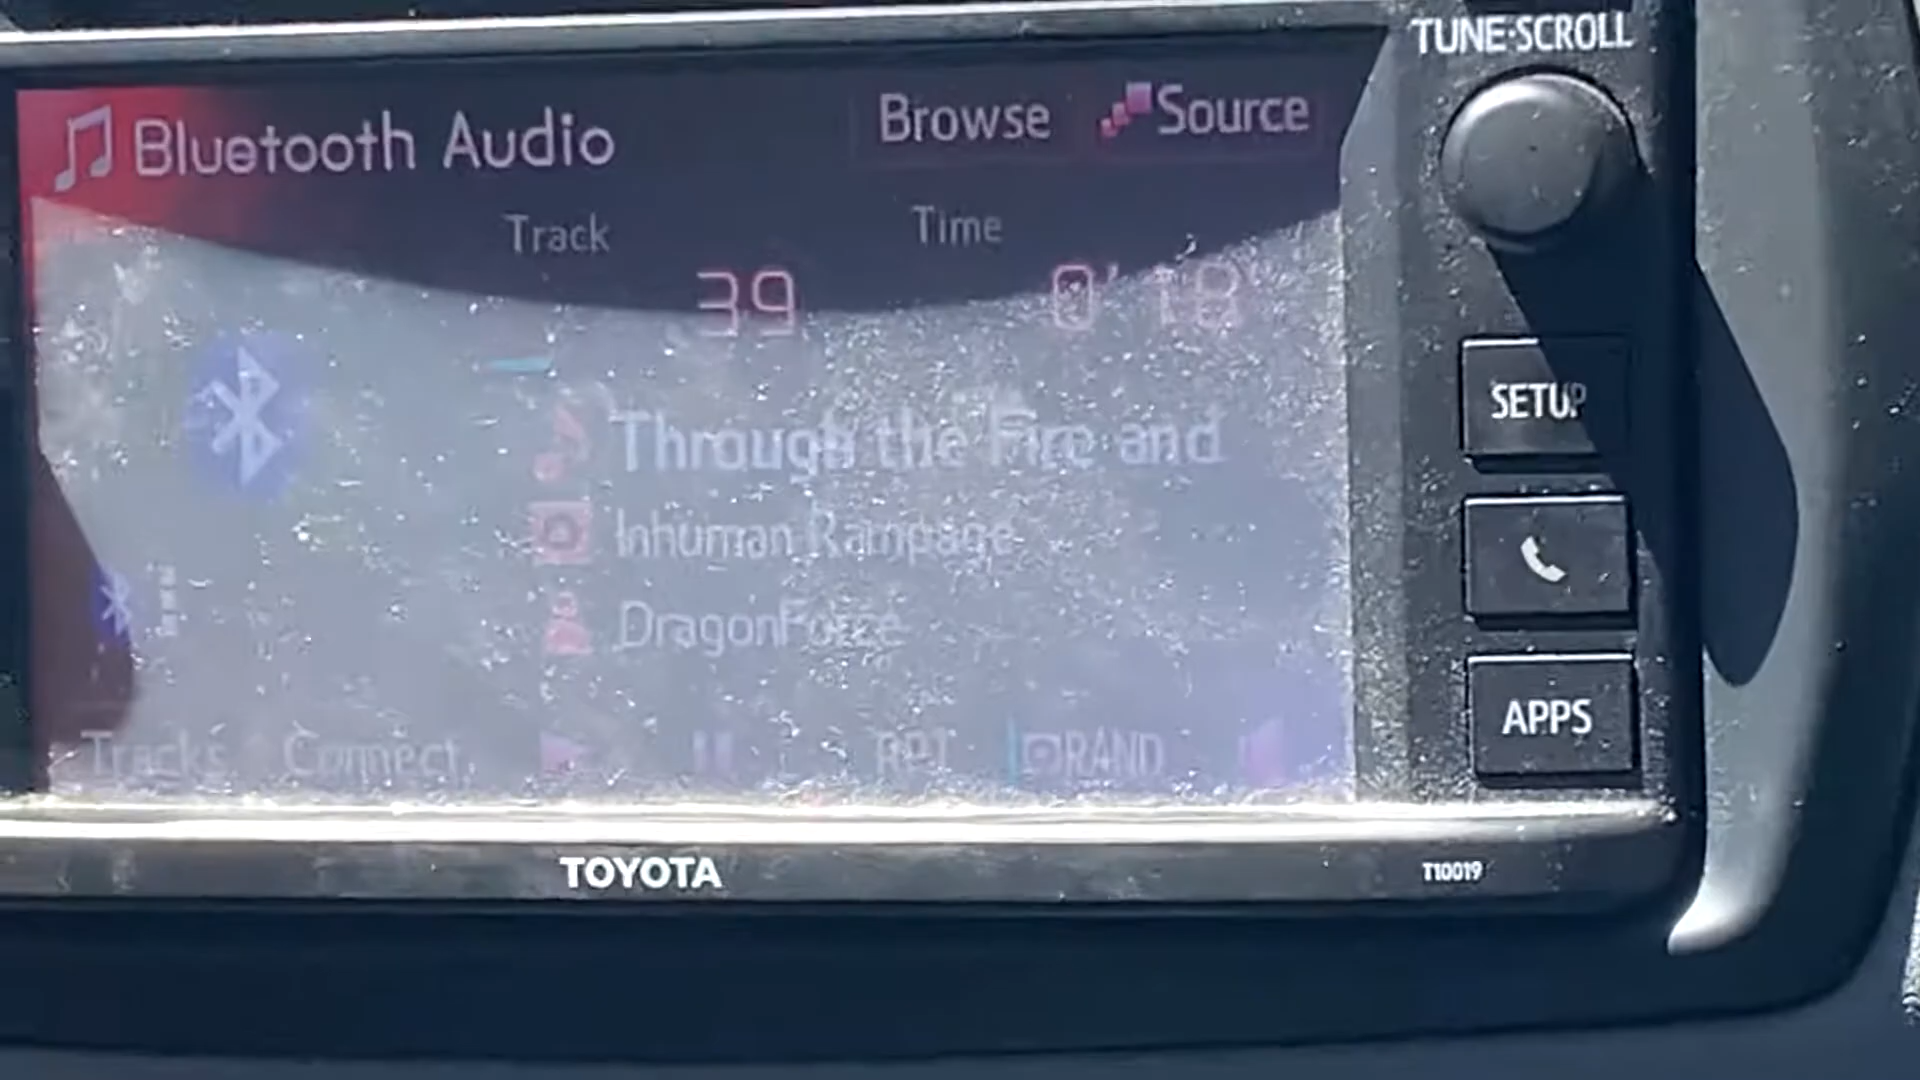 TUNE·SCROLL
Bluetooth Audio
Browse
Source
Track
Time
39
0'18"
SETUP
Through the Fire and
Inhuman Rampage
DragonForce
APPS
Tracks
Connect
RPT
RAND
TOYOTA
T10019